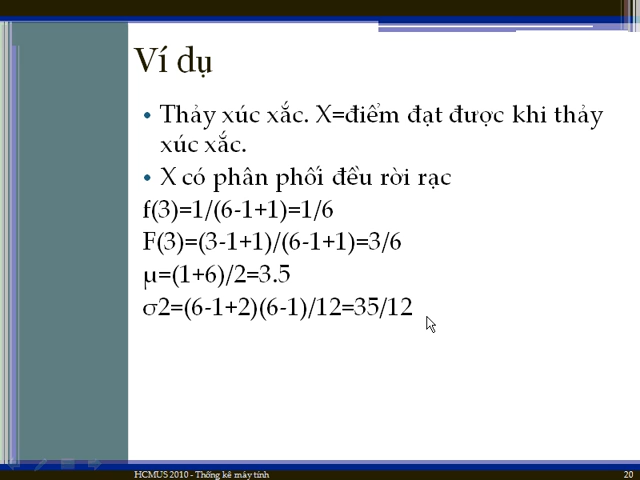 Ví dụ
• Thảy xúc xắc. X=điểm đạt được khi thảy
xúc xắc.
• X có phân phối đều rời rạc
f(3)=1/(6-1+1)=1/6
F(3)=(3-1+1)/(6-1+1)=3/6
µ=(1+6)/2=3.5
σ2=(6-1+2)(6-1)/12=35/12
HCMUS 2010 - Thống kê máy tính
20